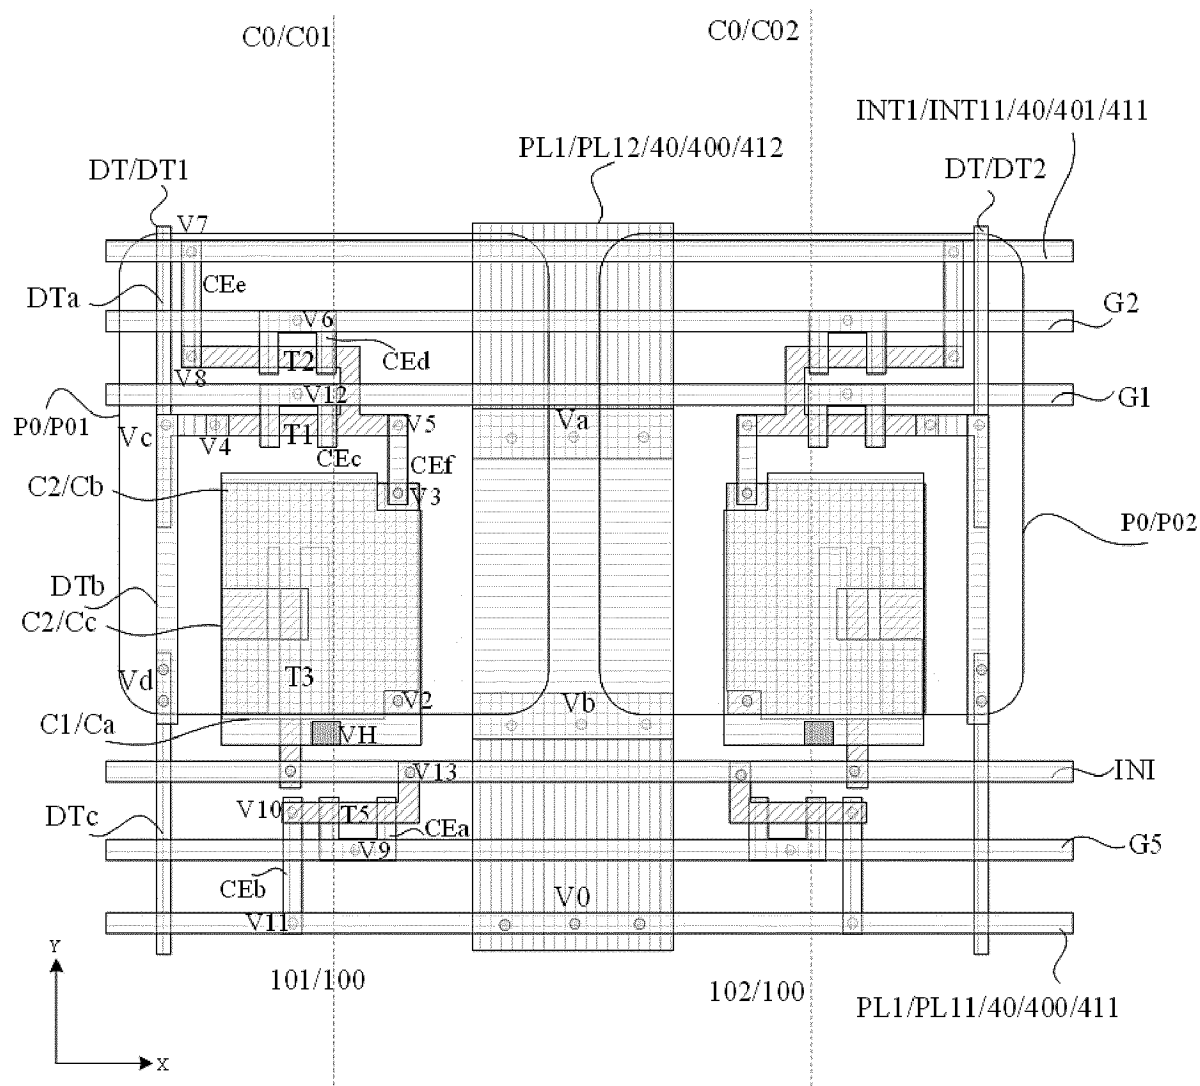 C0/C01
C0/C02
INT1/INT11/40/401/411
PL1/PL12/40/400/412
DT/DT1
DT/DT2
V7
CEe
DTa
G2
V6
CEd
T2
V8
V12
G1
P0/P01
Vc
Va
V4
T1
V5
CEc
CEf
C2/Cb
V3
P0/P02
DTb
C2/Cc
Vd
T3
V2
Vb
C1/Ca
VH
V13
INI
DTc
V10
T5
CEa
V9
G5
CEb
V11
V0
Y
101/100
102/100
PL1/PL11/40/400/411
X